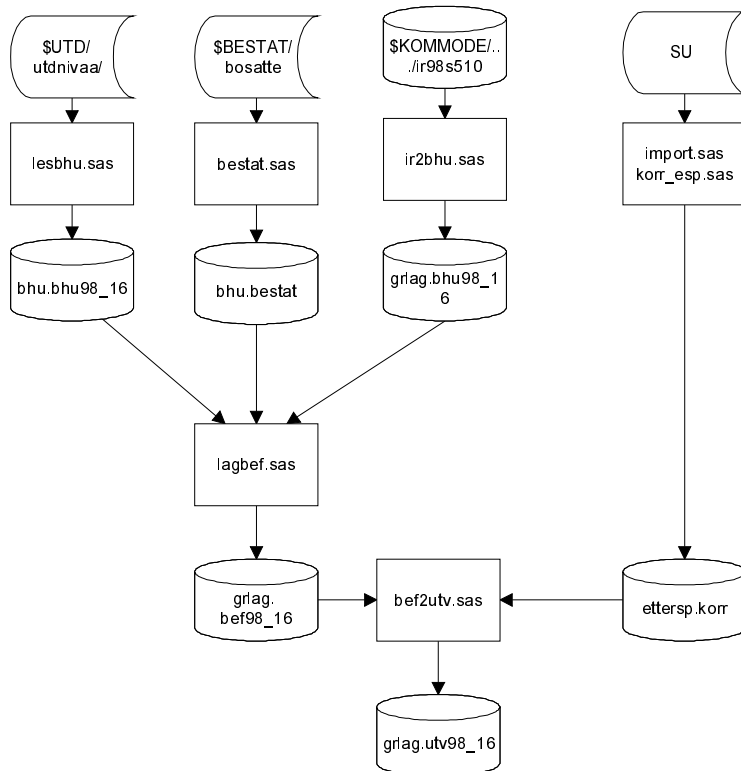 $UTD/
utdnivaa/
$BESTAT/
bosatte
$KOMMODE/..
./ir98s510
SU
lesbhu.sas
bestat.sas
ir2bhu.sas
import.sas
korr_esp.sas
bhu.bhu98_16
bhu.bestat
grlag.bhu98_1
6
lagbef.sas
grlag.
bef98_16
bef2utv.sas
ettersp.korr
grlag.utv98_16